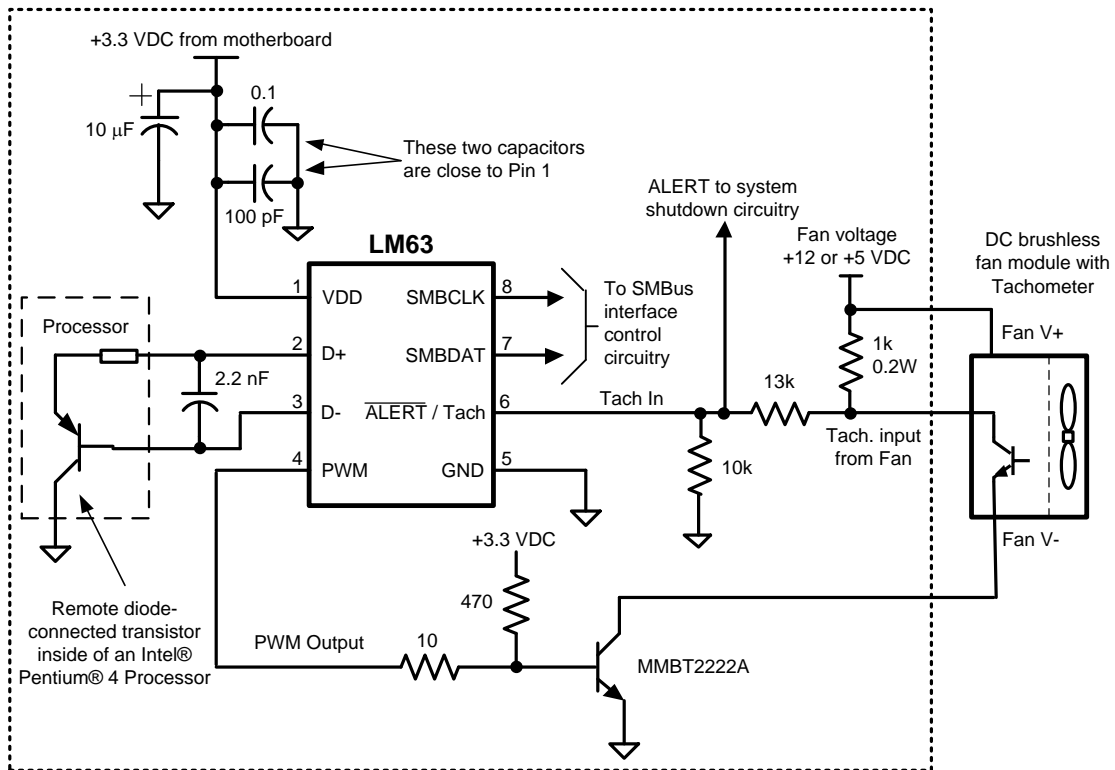 +3.3 VDC from motherboard
0.1
10 µF
These two capacitors
are close to Pin 1
100 pF
ALERT to system
shutdown circuitry
Fan voltage
+12 or +5 VDC
DC brushless
fan module with
Tachometer
LM63
1
VDD
SMBCLK
8
To SMBus
interface
control
circuitry
Processor
2
D+
SMBDAT
7
2.2 nF
1k
0.2W
Fan V+
3
D-
ALERT / Tach
6
Tach In
13k
Tach. input
from Fan
4
PWM
GND
5
10k
Fan V-
+3.3 VDC
470
Remote diode-
connected transistor
inside of an Intel®
Pentium® 4 Processor
PWM Output
10
MMBT2222A